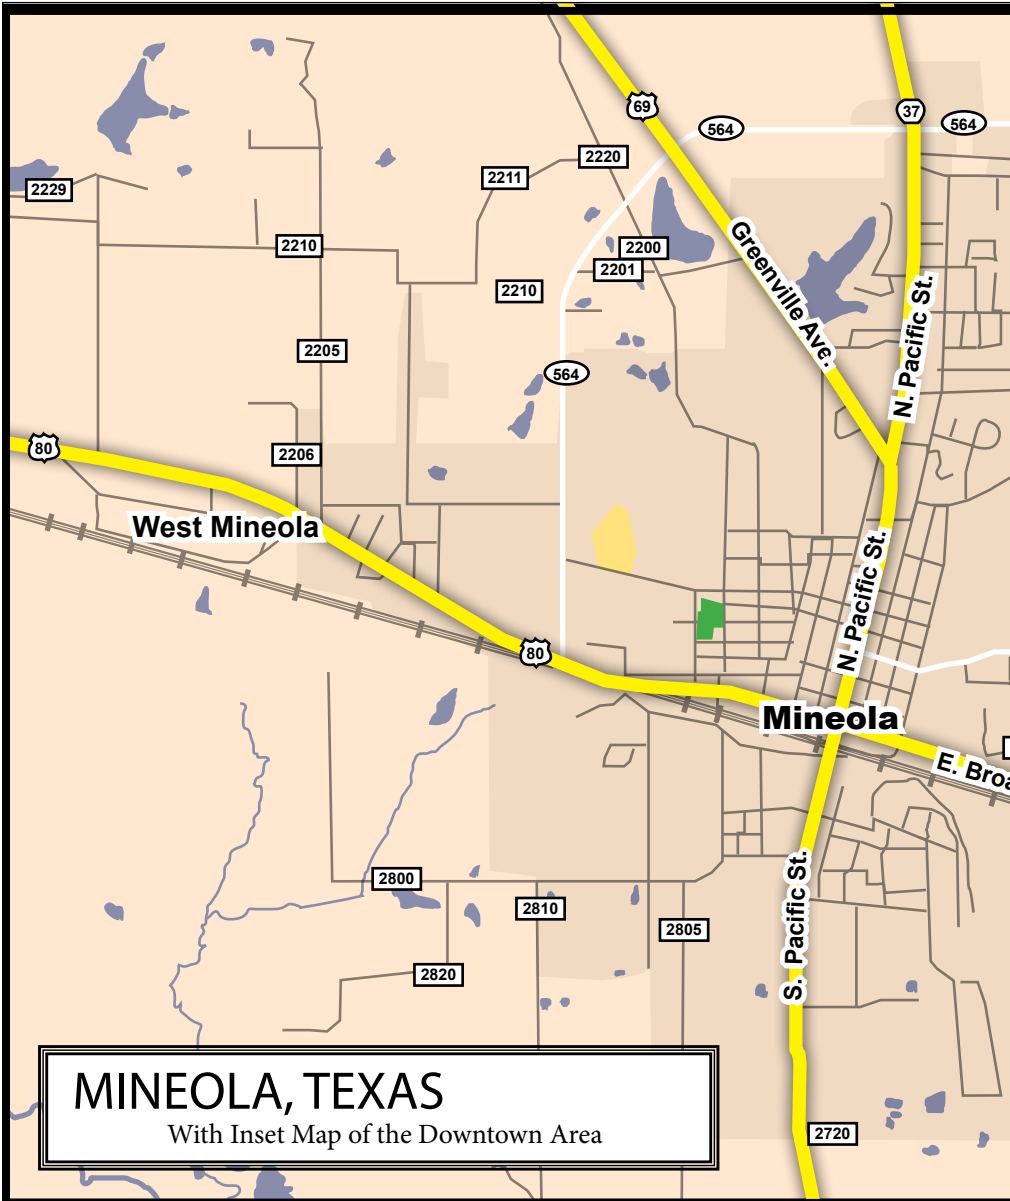 69
37
564
564
2220
2211
2229
Greenville Ave.
2210
2200
2201
2210
N. Pacific St.
2205
564
80
2206
West Mineola
N. Pacific St.
80
Mineola
E. Broa
2800
2810
2805
S. Pacific St.
2820
MINEOLA, TEXAS
With Inset Map of the Downtown Area
2720